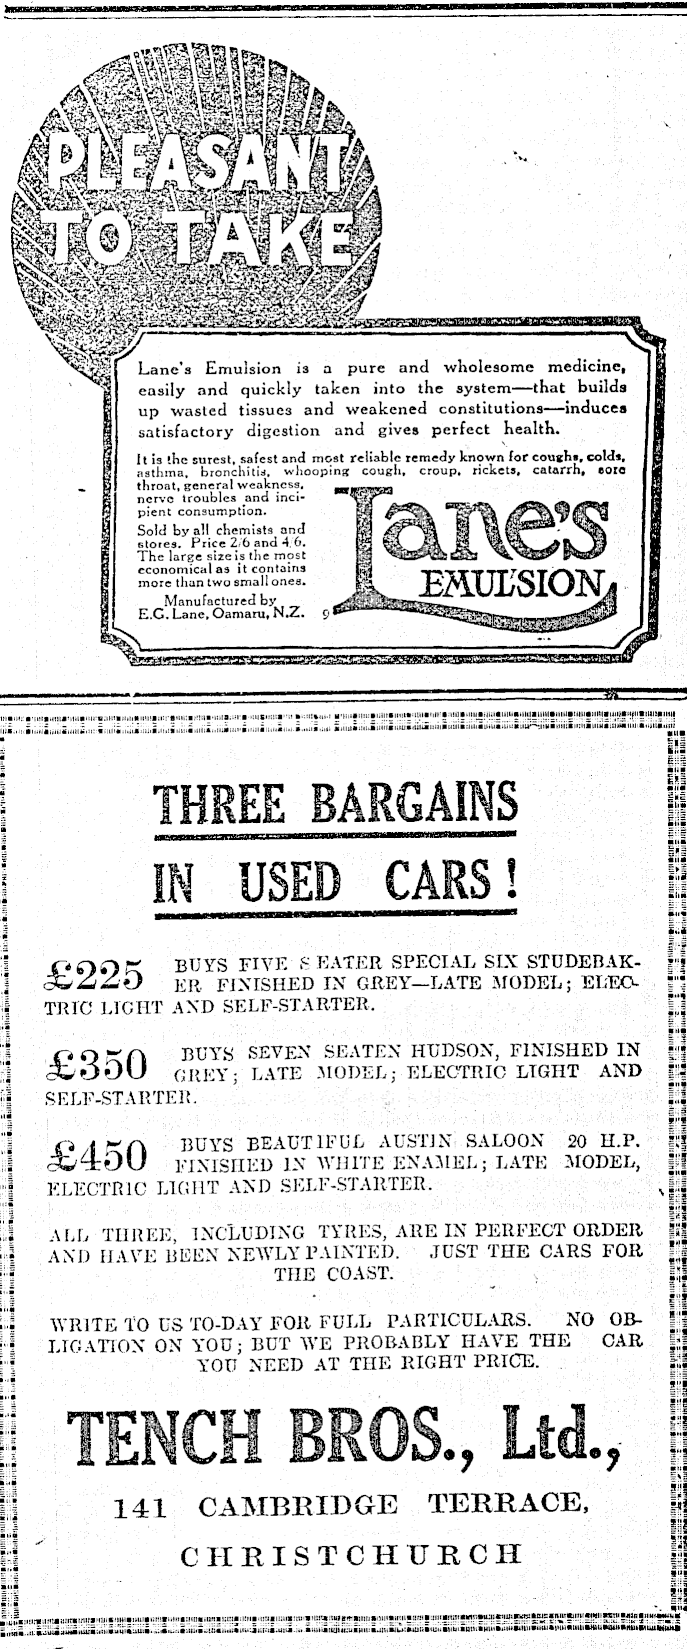 PLEASANT
TO TAKE
Lane's Emulsion is a pure and wholesome medicine,
easily and quickly taken into the system—that builds
up wasted tissues and weakened constitutions—induces
satisfactory digestion and gives perfect health.
It is the surest, safest and most reliable remedy known for coughs, colds,
asthma, bronchitis, whooping cough, croup, rickets, catarrh, sore
throat, general weakness,
nerve troubles and inci-
pient consumption.
Sold by all chemists and
stores. Price 2/6 and 4/6.
The large size is the most
economical as it contains
more than two small ones.
Manufactured by
E.G. Lane, Oamaru, N.Z. 9
Lane's
EMULSION
THREE BARGAINS
IN USED CARS!
£225 BUYS FIVE SEATER SPECIAL SIX STUDEBAK-
ER FINISHED IN GREY—LATE MODEL; ELEC-
TRIC LIGHT AND SELF-STARTER.
£350 BUYS SEVEN SEATEN HUDSON, FINISHED IN
GREY; LATE MODEL; ELECTRIC LIGHT AND
SELF-STARTER.
£450 BUYS BEAUTIFUL AUSTIN SALOON 20 H.P.
FINISHED IN WHITE ENAMEL; LATE MODEL,
ELECTRIC LIGHT AND SELF-STARTER.
ALL THREE, INCLUDING TYRES, ARE IN PERFECT ORDER
AND HAVE BEEN NEWLY PAINTED. JUST THE CARS FOR
THE COAST.
WRITE TO US TO-DAY FOR FULL PARTICULARS. NO OB-
LIGATION ON YOU; BUT WE PROBABLY HAVE THE CAR
YOU NEED AT THE RIGHT PRICE.
TENCH BROS., Ltd.,
141 CAMBRIDGE TERRACE,
CHRISTCHURCH